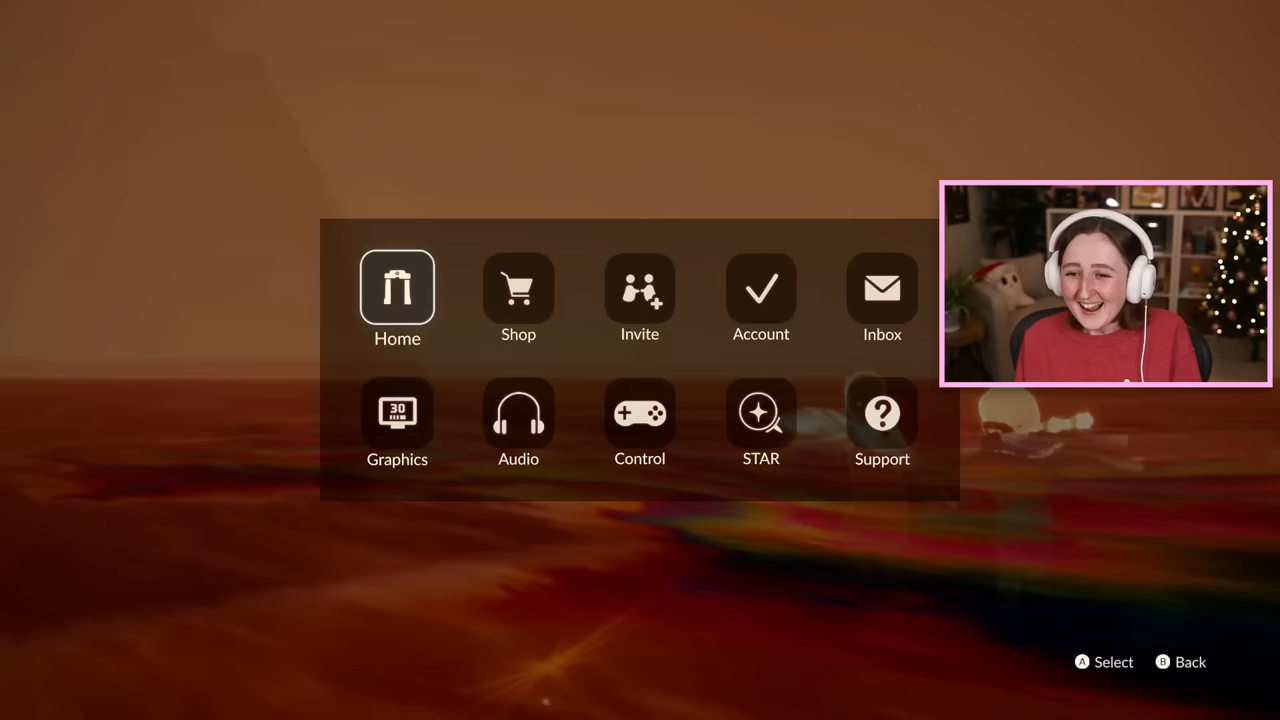 Home
Shop
Invite
Account
Inbox
30
Graphics
Audio
Control
STAR
Support
A Select
B Back